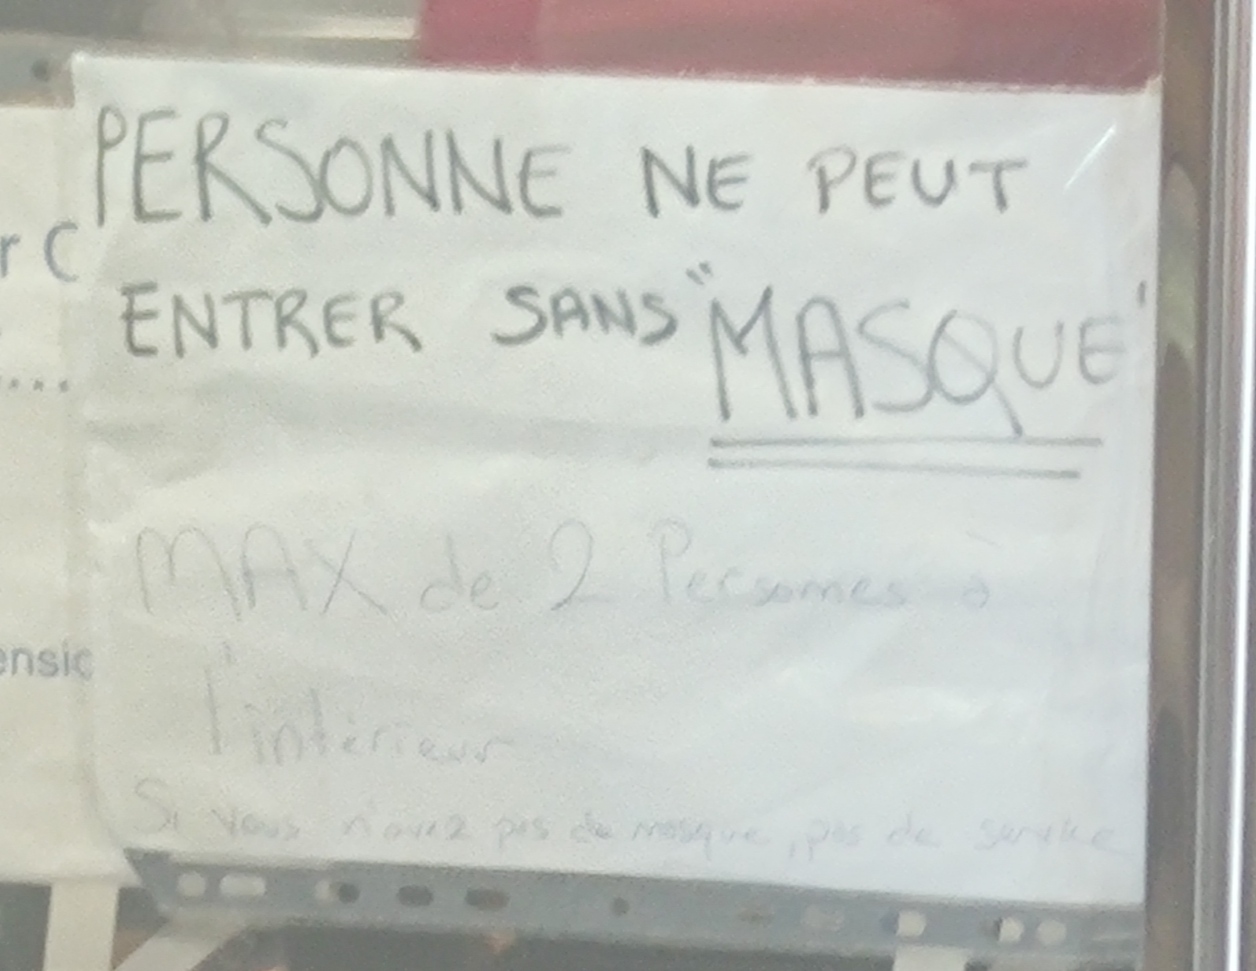 PERSONNE NE PEUT
ENTRER SANS "MASQUE"
MAX de 2 Personnes à
l'intérieur
Si vous n'avez pas de masque, pas de service
r C
....
ensic